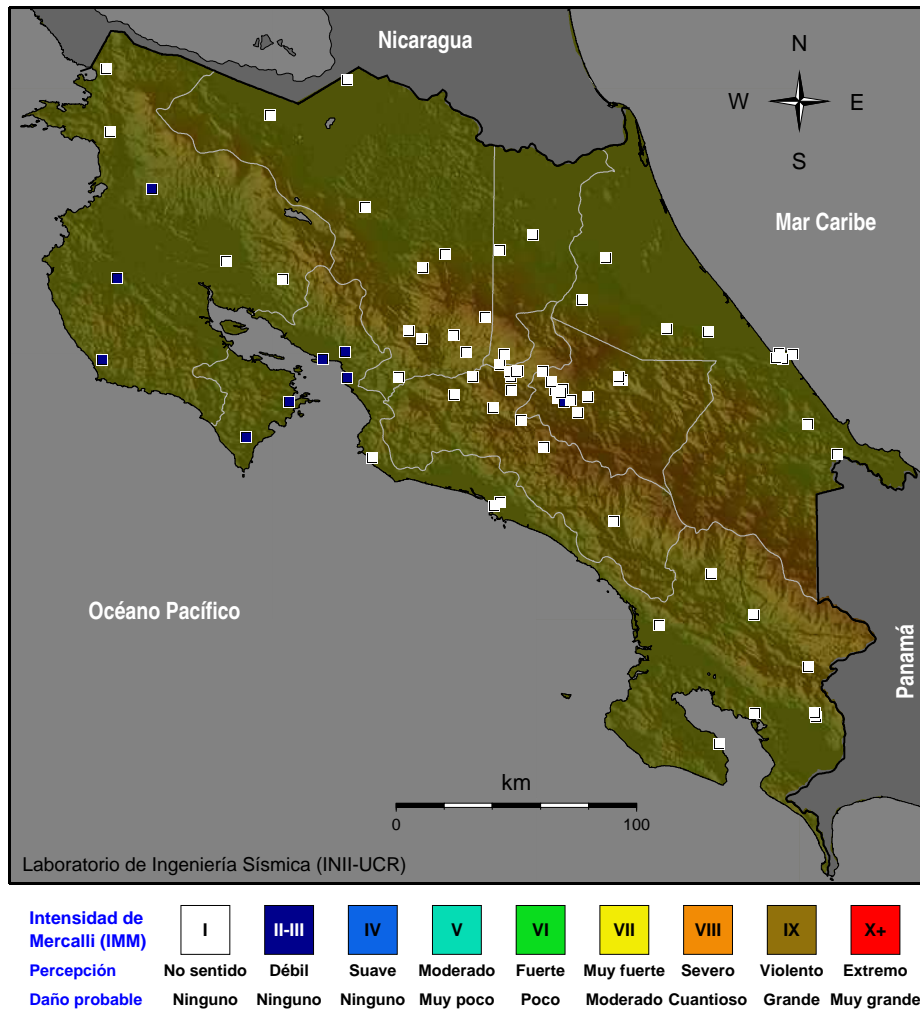 Nicaragua
N
W E
S
Mar Caribe
Océano Pacífico
Panamá
km
0 100
Laboratorio de Ingeniería Sísmica (INII-UCR)
Intensidad de
Mercalli (IMM)
I II-III IV V VI VII VIII IX X+
Percepción No sentido Débil Suave Moderado Fuerte Muy fuerte Severo Violento Extremo
Daño probable Ninguno Ninguno Ninguno Muy poco Poco Moderado Cuantioso Grande Muy grande